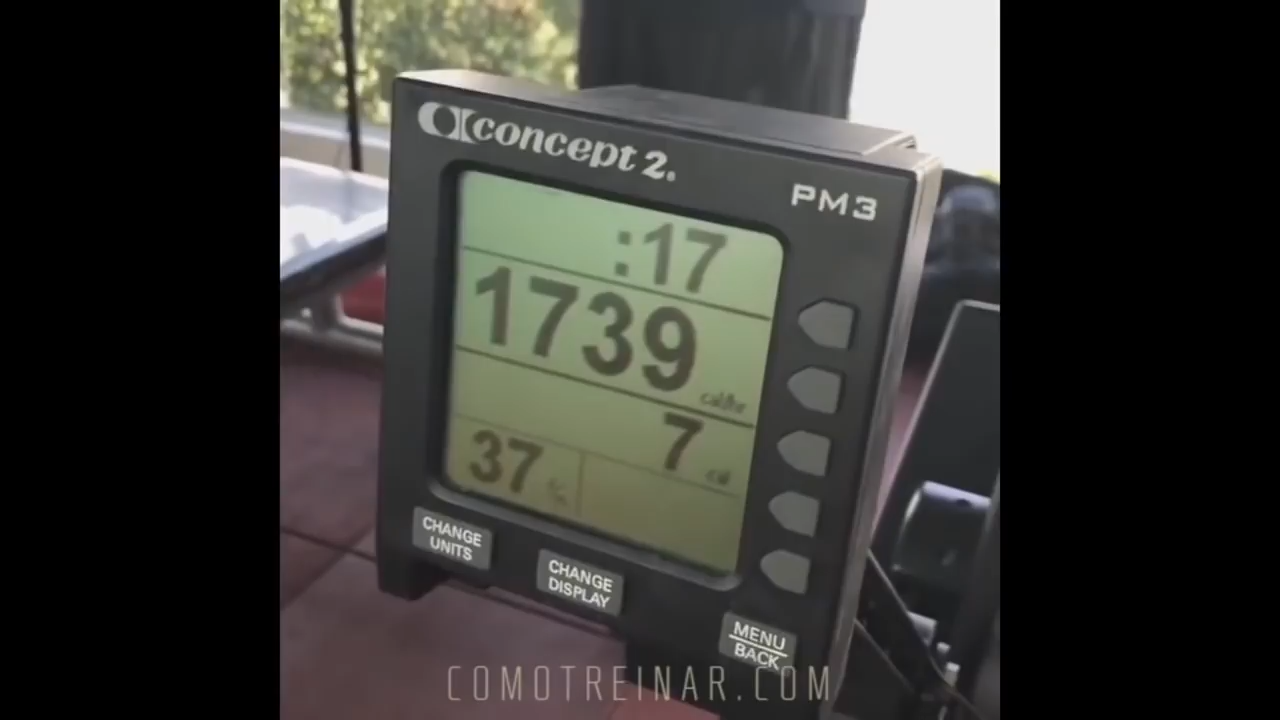 concept 2.
PM3
:17
1739 cal/hr
7 cal
37
CHANGE UNITS
CHANGE DISPLAY
MENU
BACK
COMOTREINAR.COM